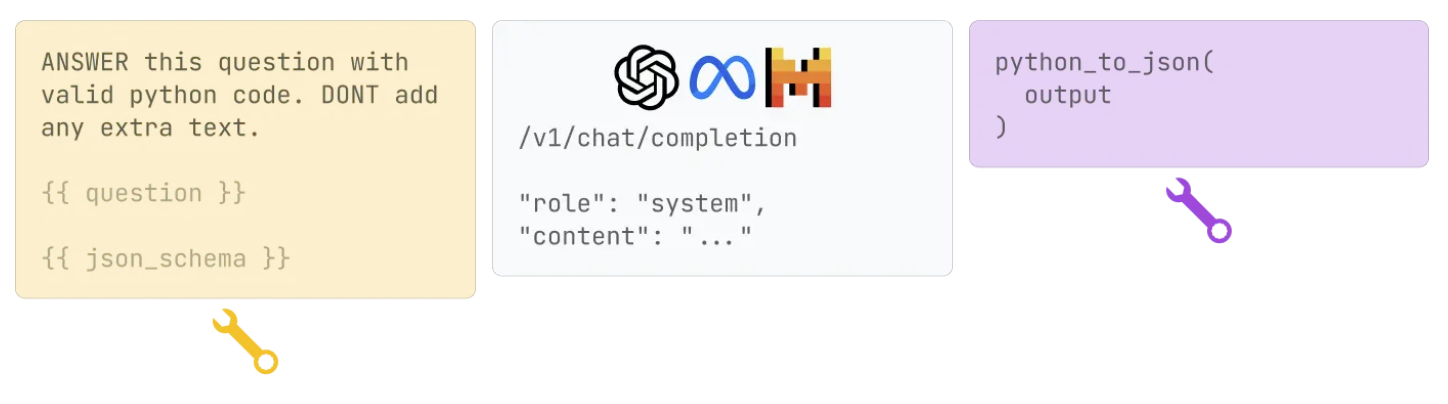 ANSWER this question with
valid python code. DONT add
any extra text.
{{ question }}
{{ json_schema }}
/v1/chat/completion
"role": "system",
"content": "..."
python_to_json(
output
)